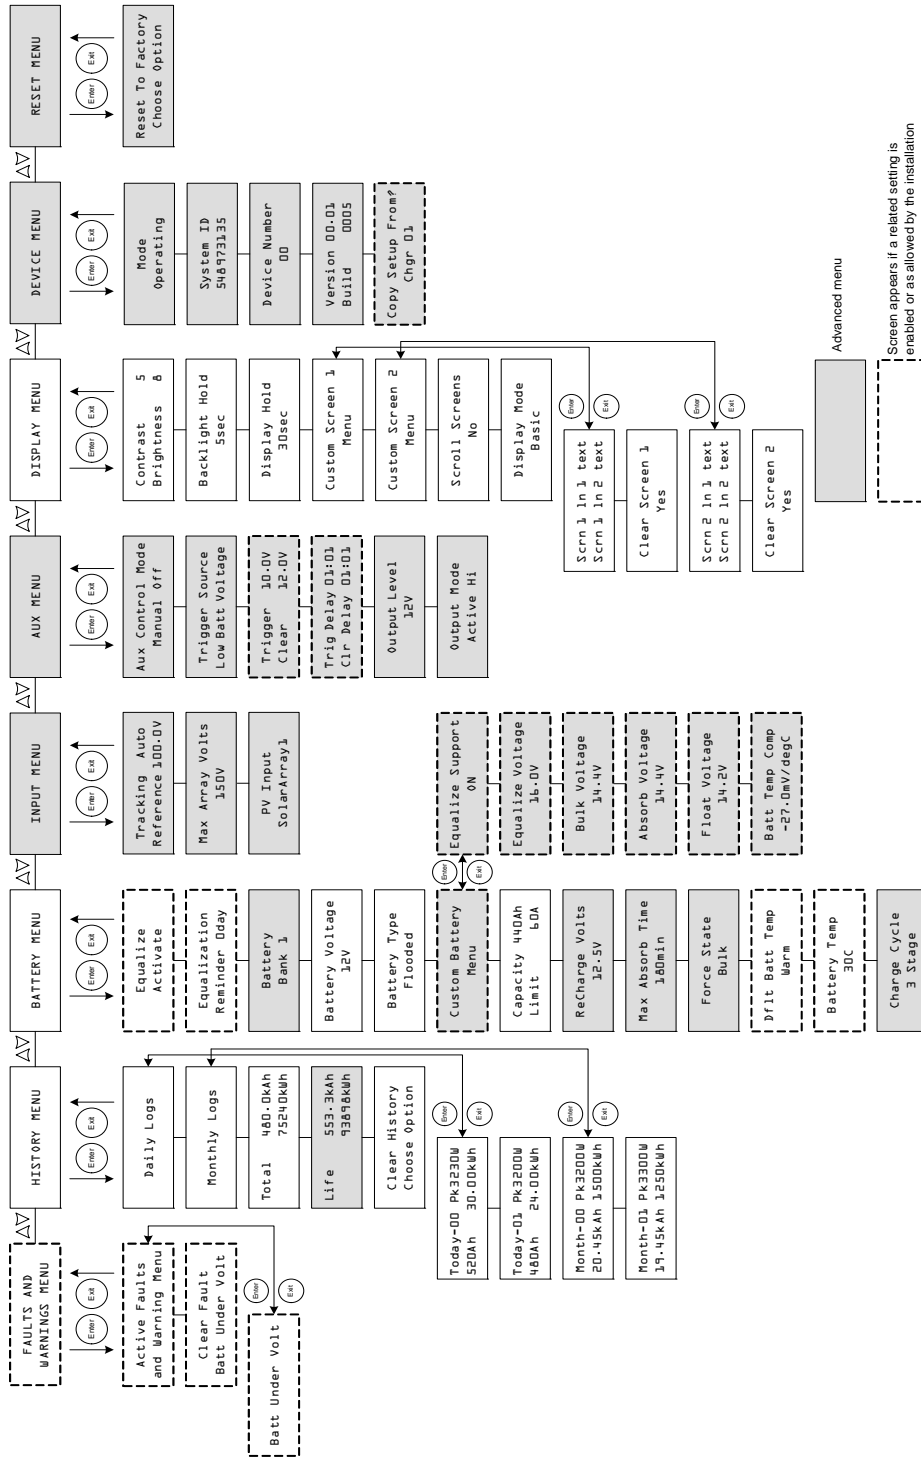 FAULTS AND
WARNINGS MENU
Enter
Exit
Active Faults
and Warning Menu
Clear Fault
Batt Under Volt
Enter
Exit
Batt Under Volt
HISTORY MENU
Enter
Exit
Daily Logs
Monthly Logs
Total 480.0kAh
75240kWh
Life 553.3kAh
93898kWh
Clear History
Choose Option
Enter
Exit
Today-00 Pk3230W
520Ah 30.00kWh
Today-01 Pk3200W
480Ah 24.00kWh
Enter
Exit
Month-00 Pk3200W
20.45kAh 1500kWh
Month-01 Pk3300W
19.45kAh 1250kWh
BATTERY MENU
Enter
Exit
Equalize
Activate
Equalization
Reminder 0day
Battery
Bank 1
Battery Voltage
12V
Battery Type
Flooded
Custom Battery
Menu
Enter
Exit
Equalize Support
ON
Equalize Voltage
16.0V
Bulk Voltage
14.4V
Absorb Voltage
14.4V
Float Voltage
14.2V
Batt Temp Comp
-27.0mV/degC
Capacity 440Ah
Limit 60A
ReCharge Volts
12.5V
Max Absorb Time
180min
Force State
Bulk
Dflt Batt Temp
Warm
Battery Temp
30C
Charge Cycle
3 Stage
INPUT MENU
Enter
Exit
Tracking Auto
Reference 100.0V
Max Array Volts
150V
PV Input
SolarArray1
AUX MENU
Enter
Exit
Aux Control Mode
Manual Off
Trigger Source
Low Batt Voltage
Trigger 10.0V
Clear 12.0V
Trig Delay 01:01
Clr Delay 01:01
Output Level
12V
Output Mode
Active Hi
DISPLAY MENU
Enter
Exit
Contrast 5
Brightness 8
Backlight Hold
5sec
Display Hold
30sec
Custom Screen 1
Menu
Custom Screen 2
Menu
Scroll Screens
No
Display Mode
Basic
Enter
Exit
Scrn 1 ln 1 text
Scrn 1 ln 2 text
Clear Screen 1
Yes
Enter
Exit
Scrn 2 ln 1 text
Scrn 2 ln 2 text
Clear Screen 2
Yes
DEVICE MENU
Enter
Exit
Mode
Operating
System ID
548973135
Device Number
00
Version 00.01
Build 0005
Copy Setup From?
Chgr 01
RESET MENU
Enter
Exit
Reset To Factory
Choose Option
Advanced menu
Screen appears if a related setting is
enabled or as allowed by the installation